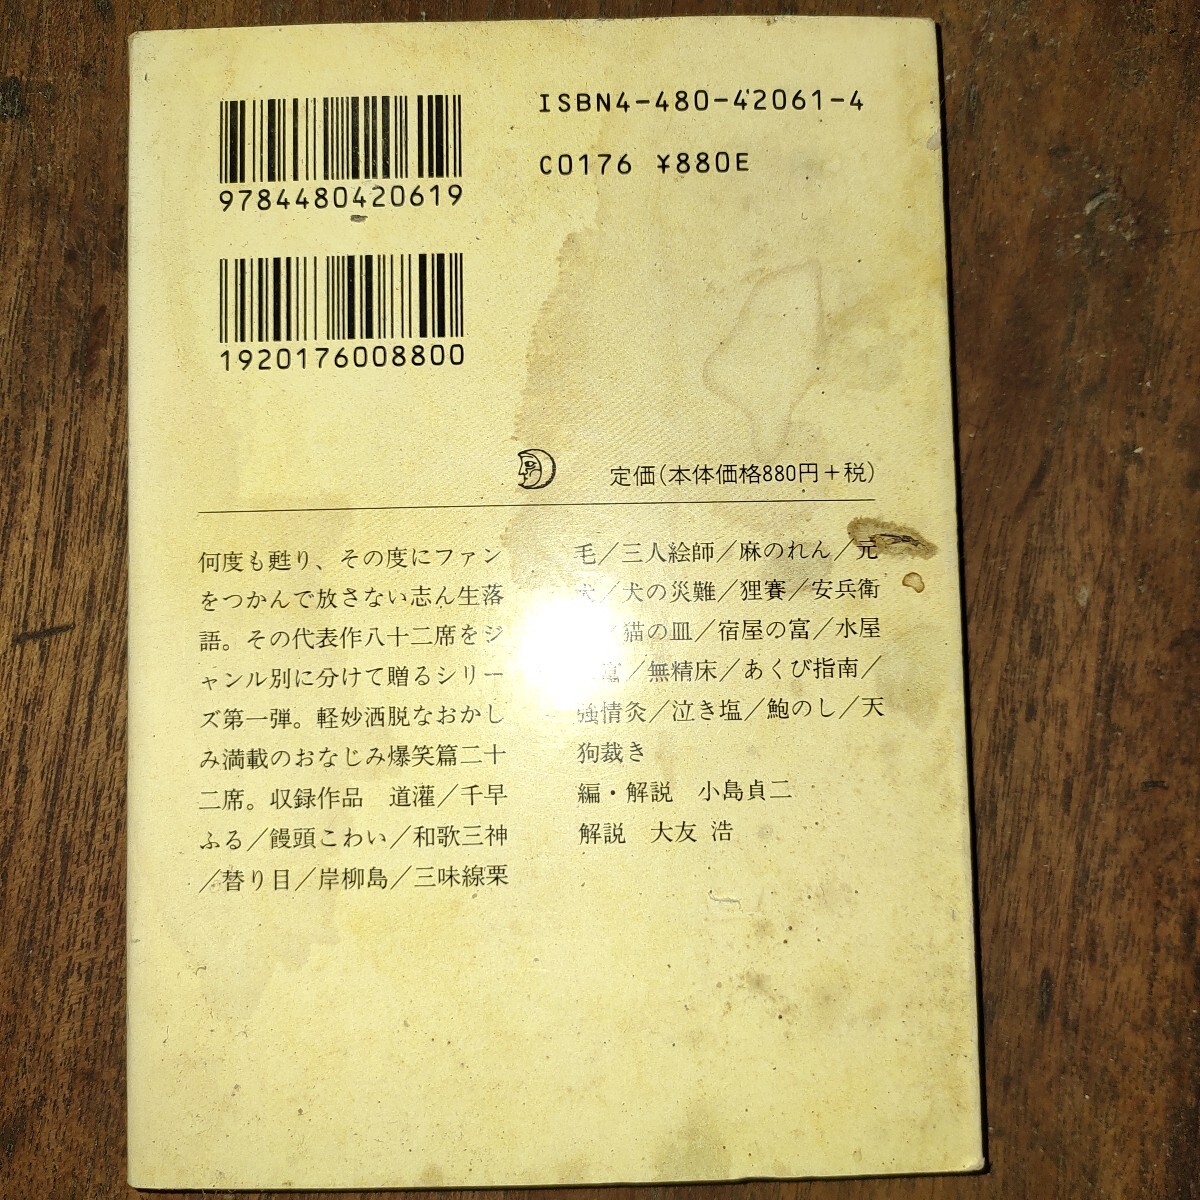 ISBN4-480-42061-4
C0176 ¥880E
9784480420619
1920176008800
定価(本体価格880円+税)
何度も甦り、その度にファン
をつかんで放さない志ん生落
語。その代表作八十二席をジ
ャンル別に分けて贈るシリー
ズ第一弾。軽妙洒脱なおかし
み満載のおなじみ爆笑篇二十
二席。収録作品 道灌/千早
ふる/饅頭こわい/和歌三神
/替り目/岸柳島/三味線栗
毛/三人絵師/麻のれん/元
犬/犬の災難/狸賽/安兵衛
猫の皿/宿屋の富/水屋
富/無精床/あくび指南/
強情灸/泣き塩/鮑のし/天
狗裁き
編・解説 小島貞二
解説 大友 浩